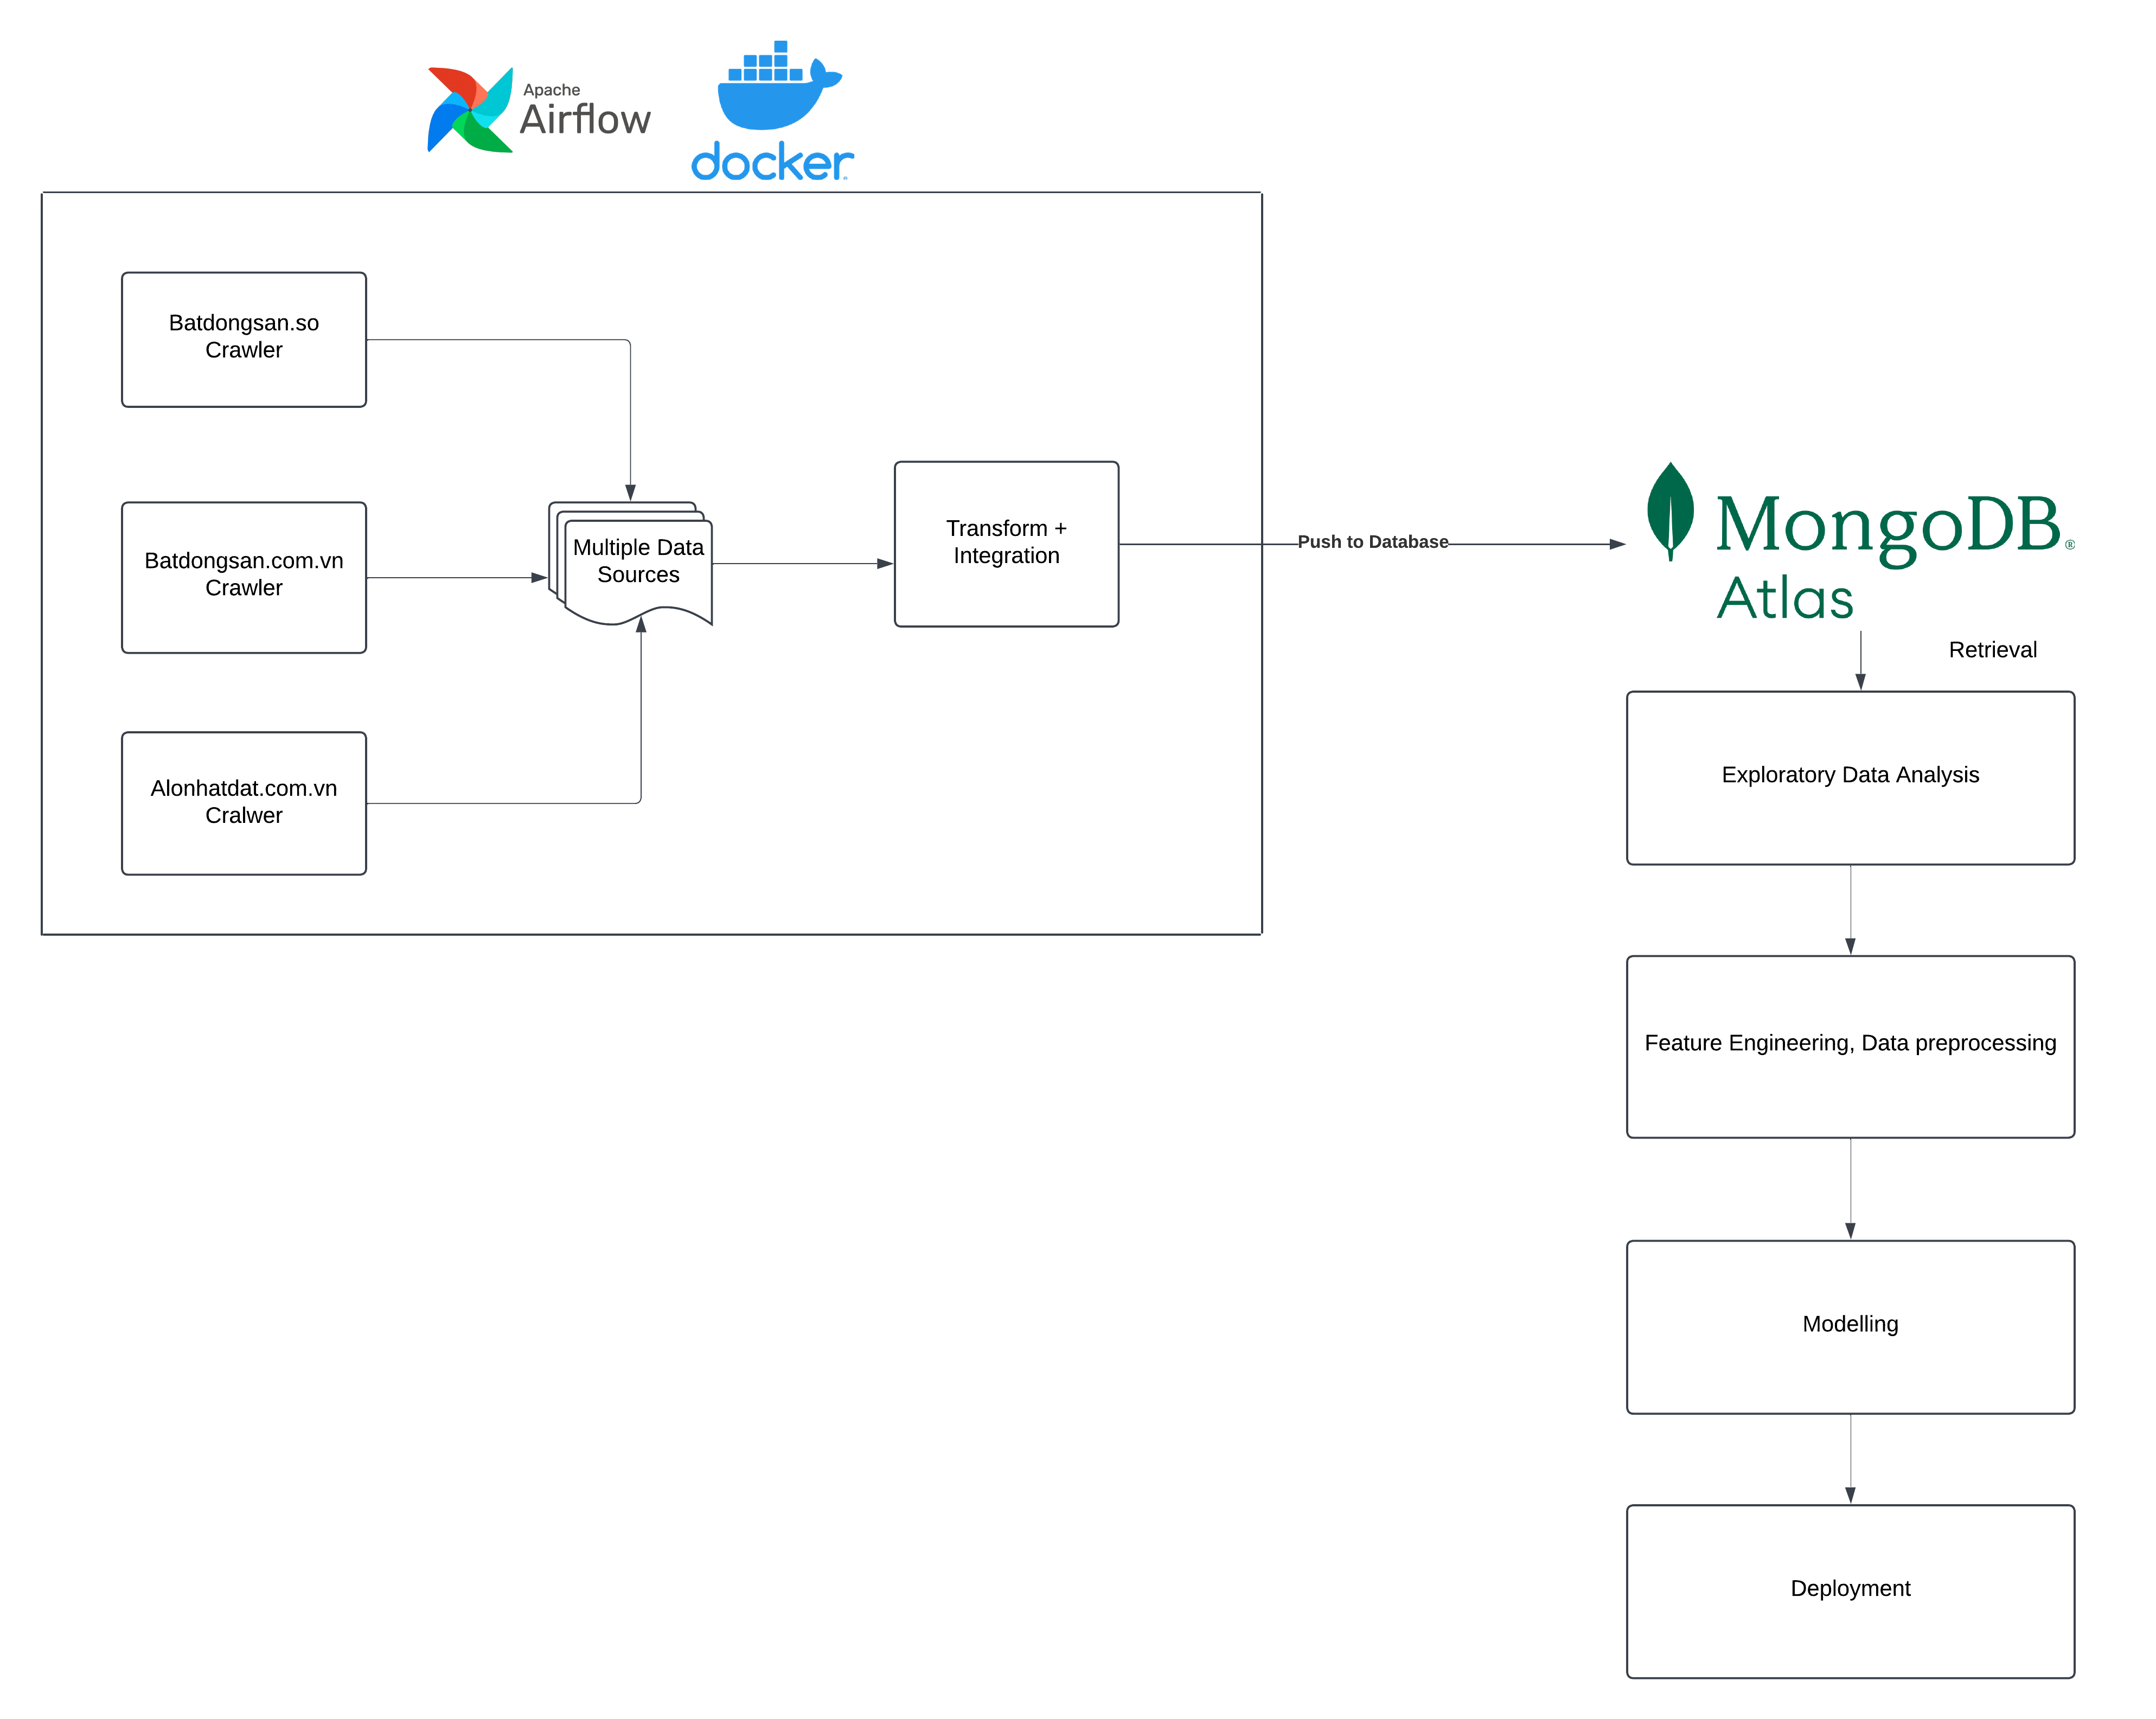 Apache
Airflow
docker
Batdongsan.so
Crawler
Batdongsan.com.vn
Crawler
Alonhatdat.com.vn
Cralwer
Multiple Data
Sources
Transform +
Integration
Push to Database
MongoDB®
Atlas
Retrieval
Exploratory Data Analysis
Feature Engineering, Data preprocessing
Modelling
Deployment